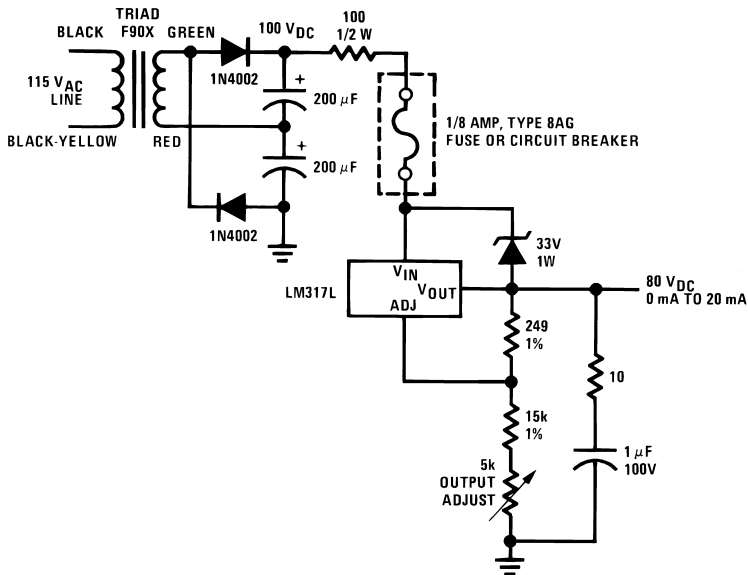 TRIAD
F90X
BLACK
GREEN
115 VAC
LINE
BLACK-YELLOW
RED
1N4002
100 VDC
100
1/2 W
+
200 μF
+
200 μF
1N4002
1/8 AMP, TYPE 8AG
FUSE OR CIRCUIT BREAKER
33V
1W
LM317L
VIN
VOUT
ADJ
80 VDC
0 mA TO 20 mA
249
1%
10
15k
1%
5k
OUTPUT
ADJUST
1 μF
100V